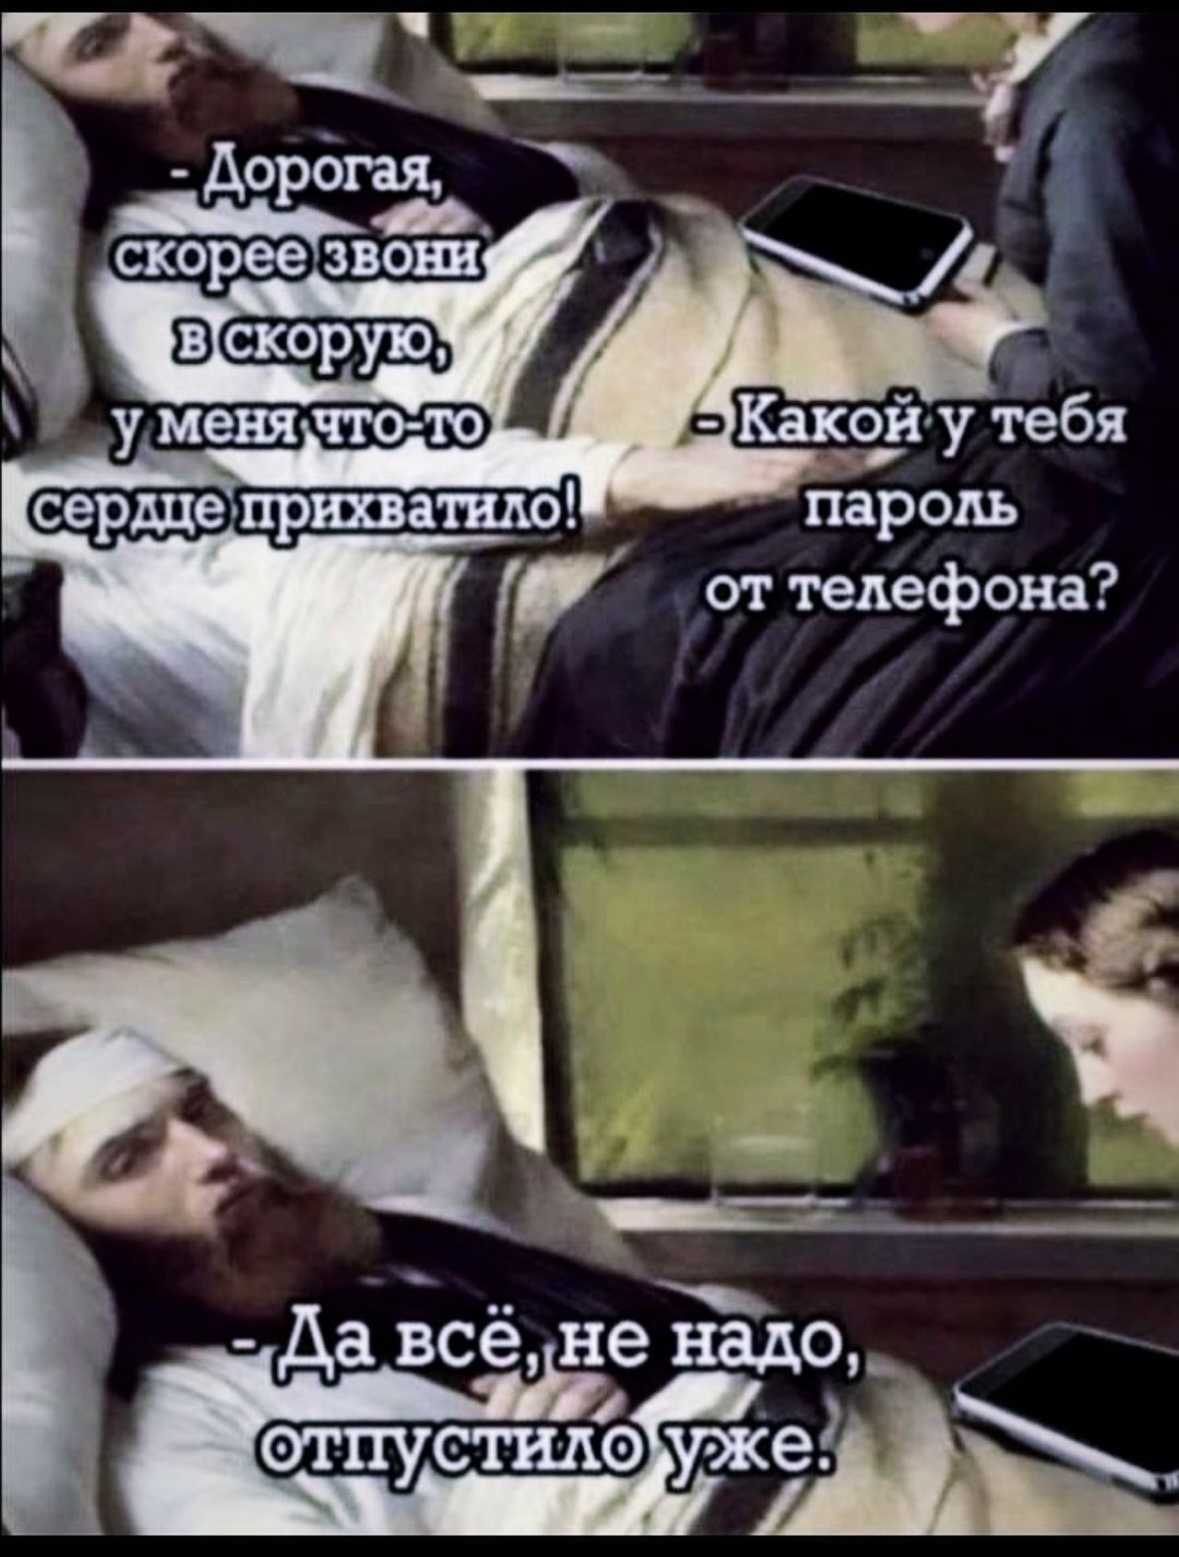 - Дорогая,
скорее звони
в скорую,
у меня что-то
сердце прихватило!
- Какой у тебя
пароль
от телефона?
- Да всё, не надо,
отпустило уже.